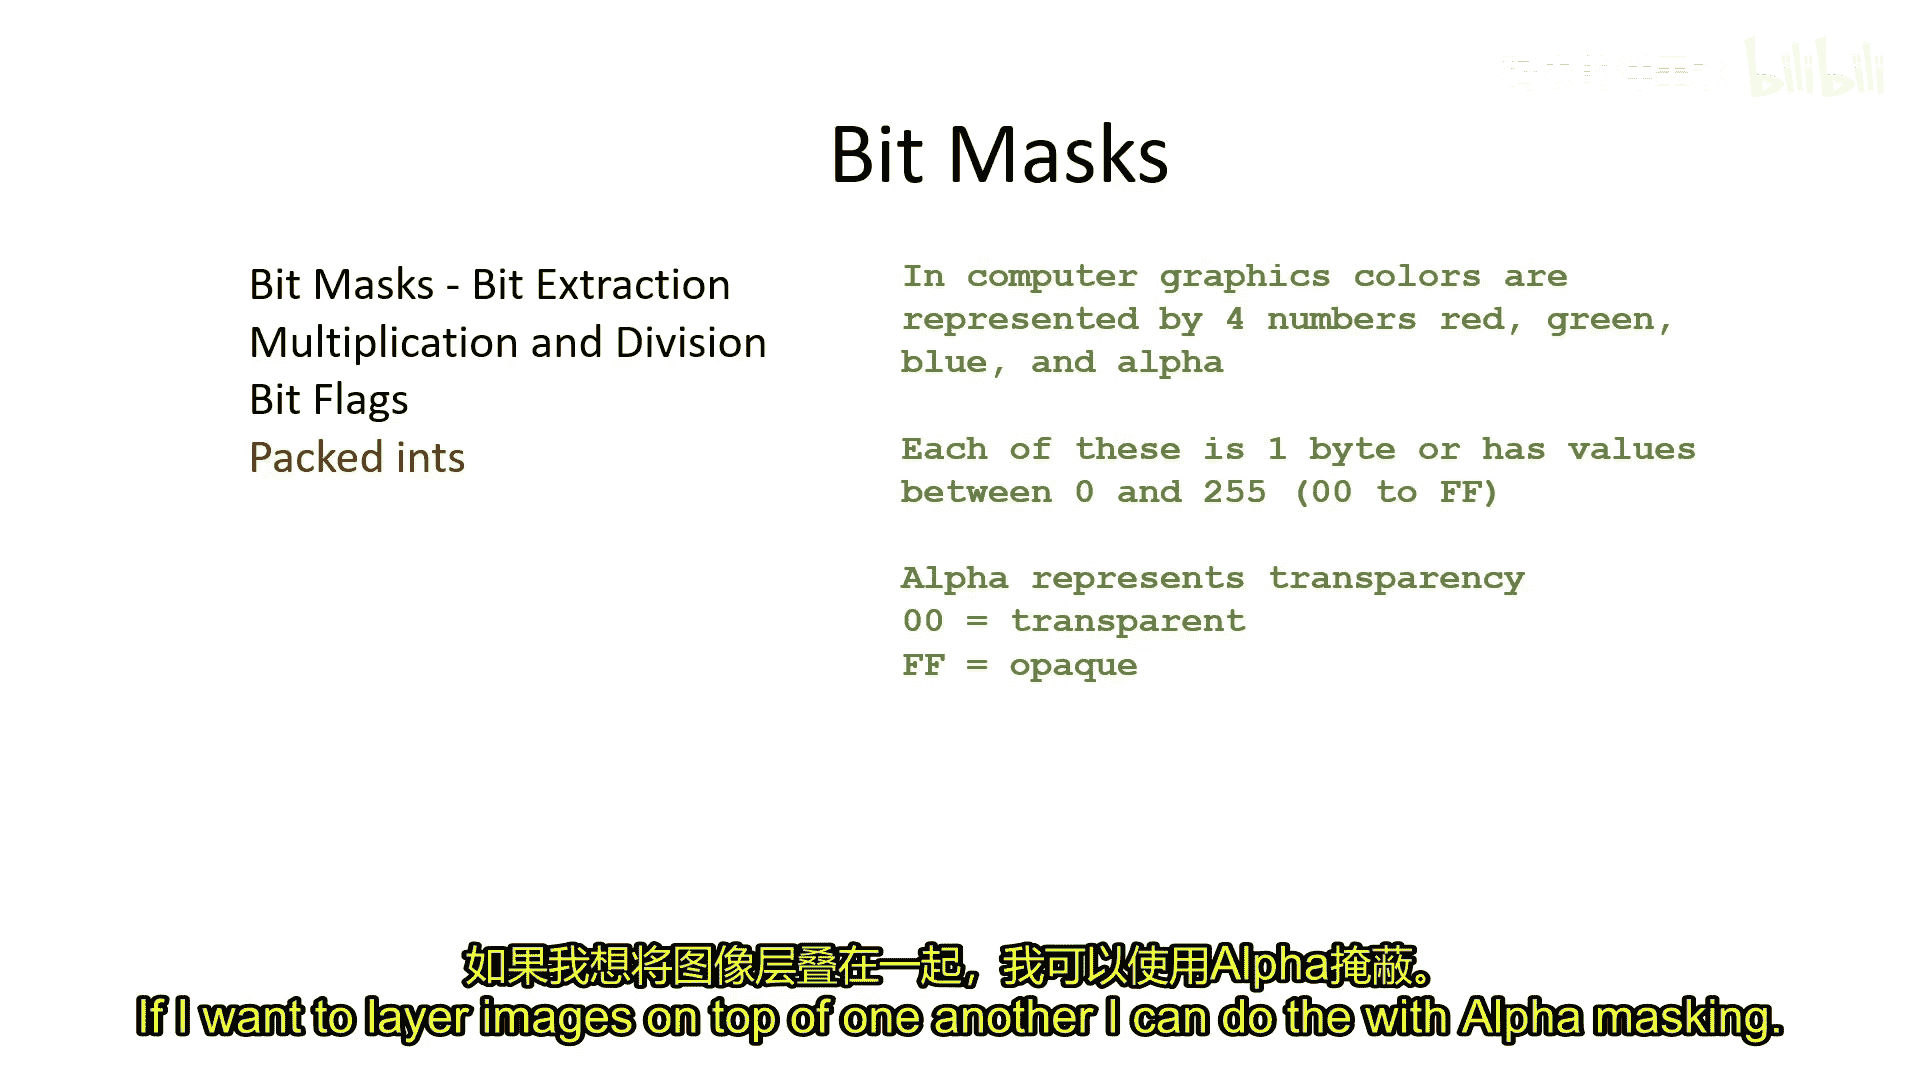 bilibili
Bit Masks
Bit Masks - Bit Extraction
Multiplication and Division
Bit Flags
Packed ints
In computer graphics colors are
represented by 4 numbers red, green,
blue, and alpha
Each of these is 1 byte or has values
between 0 and 255 (00 to FF)
Alpha represents transparency
00 = transparent
FF = opaque
如果我想将图像层叠在一起，我可以使用Alpha掩蔽。
If I want to layer images on top of one another I can do the with Alpha masking.